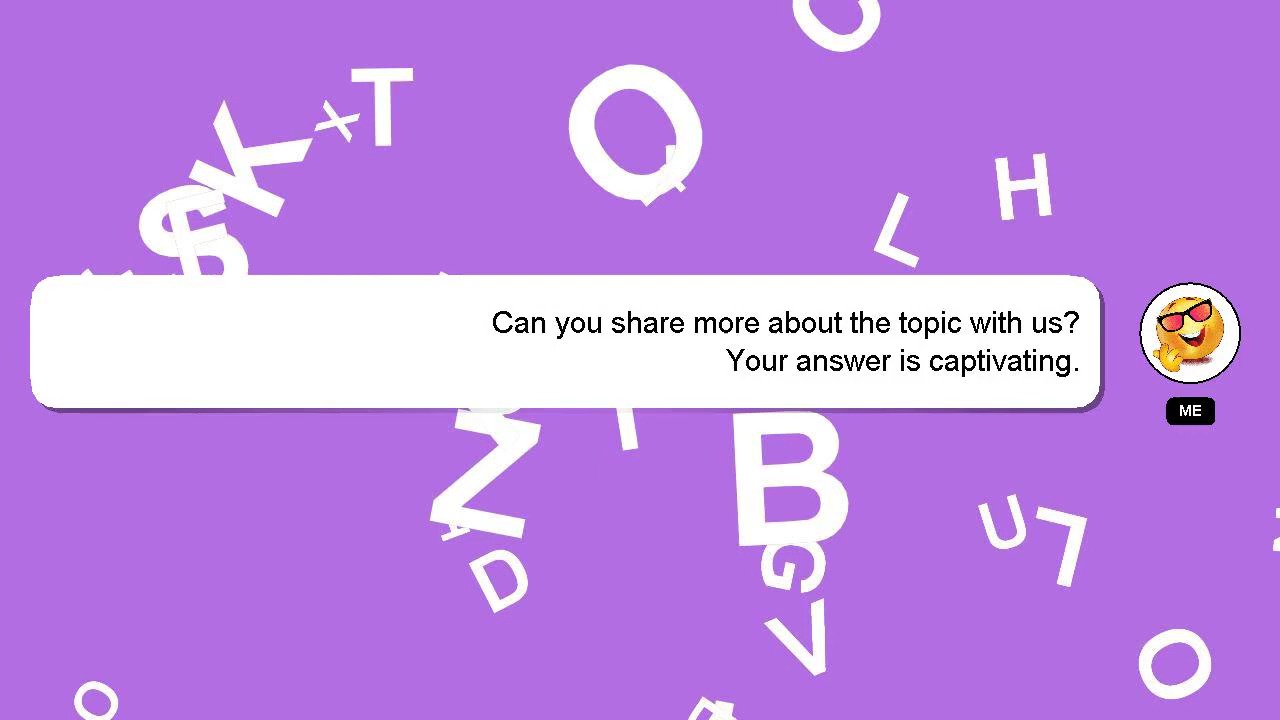 Can you share more about the topic with us?
Your answer is captivating.
ME